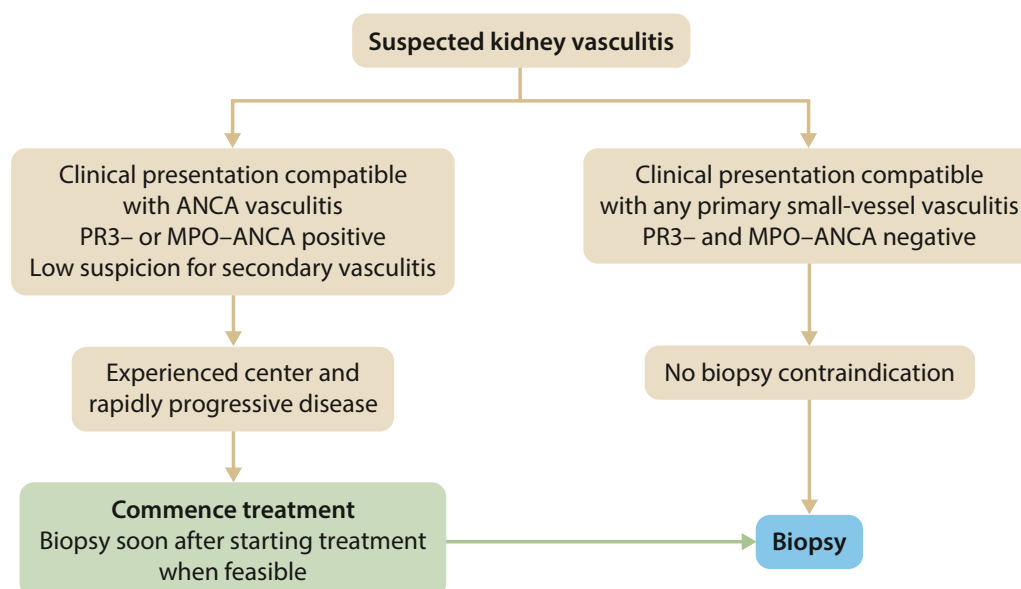 Suspected kidney vasculitis
Clinical presentation compatible
with ANCA vasculitis
PR3– or MPO–ANCA positive
Low suspicion for secondary vasculitis
Clinical presentation compatible
with any primary small-vessel vasculitis
PR3– and MPO–ANCA negative
Experienced center and
rapidly progressive disease
No biopsy contraindication
Commence treatment
Biopsy soon after starting treatment
when feasible
Biopsy